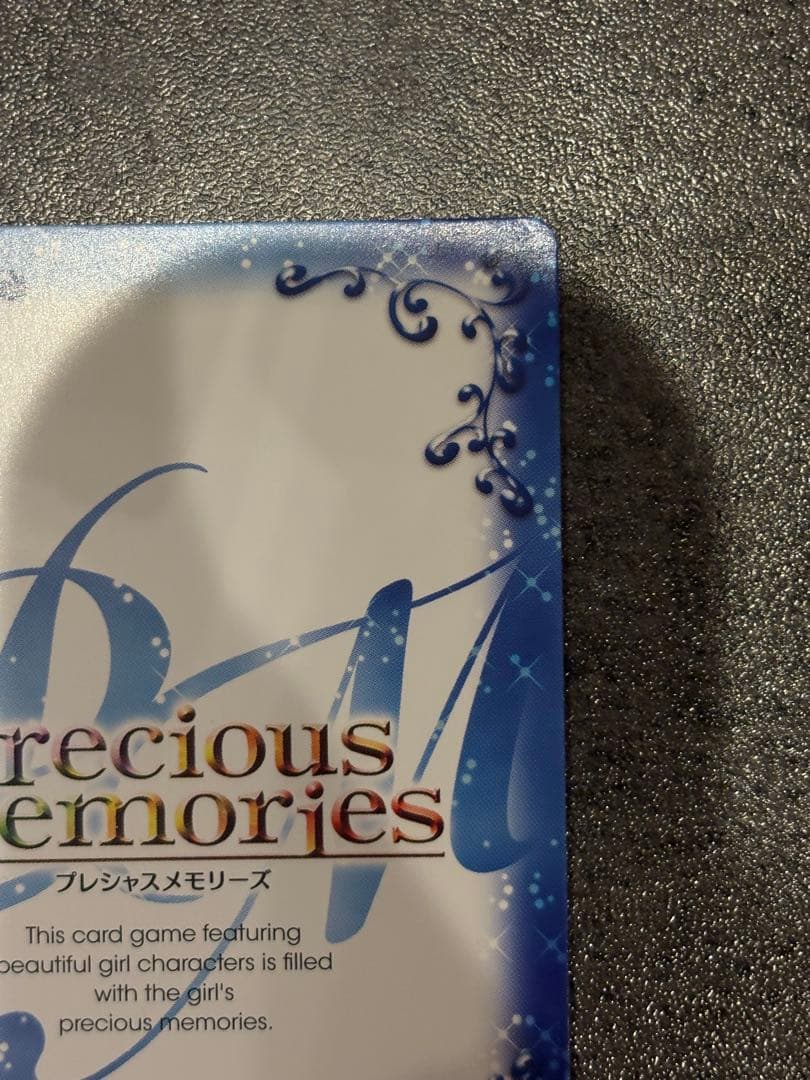 recious
emories
プレシャスメモリーズ
This card game featuring
beautiful girl characters is filled
with the girl's
precious memories.